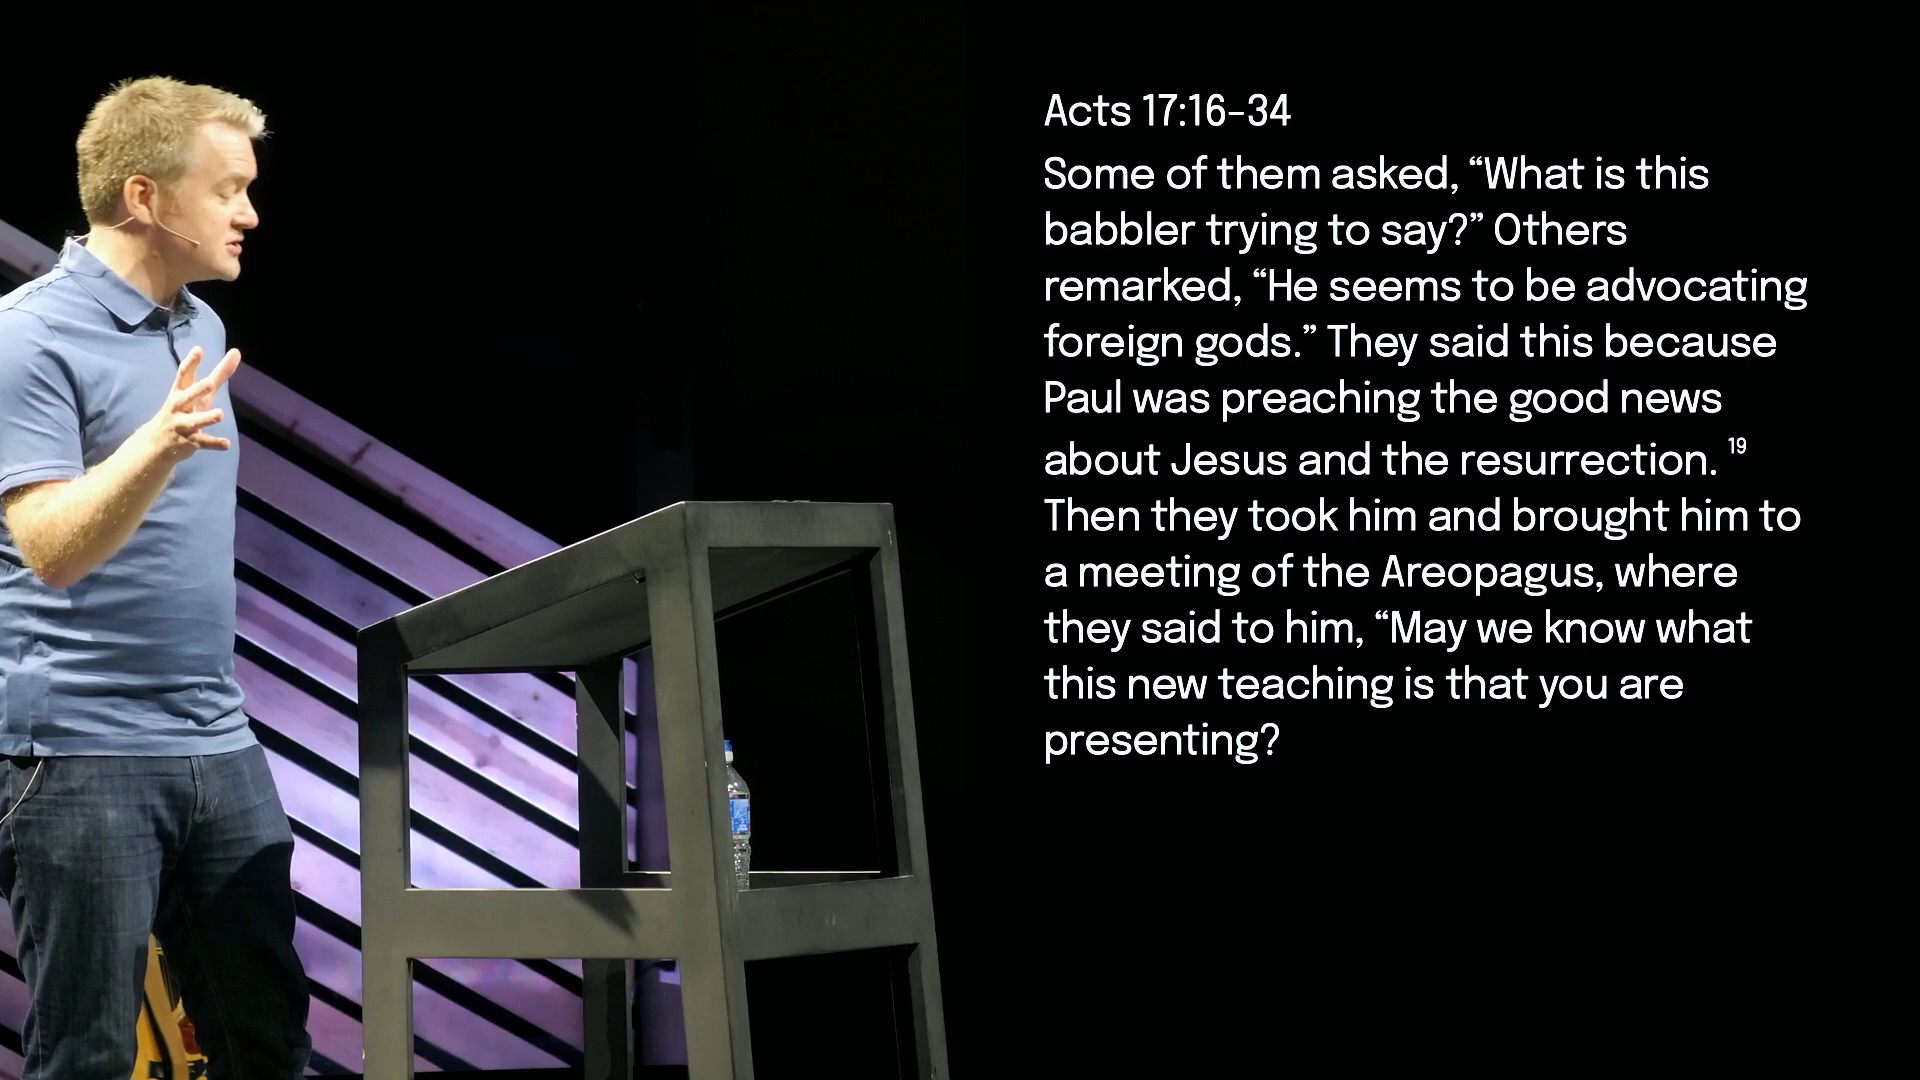 Acts 17:16–34
Some of them asked, “What is this
babbler trying to say?” Others
remarked, “He seems to be advocating
foreign gods.” They said this because
Paul was preaching the good news
about Jesus and the resurrection. 19
Then they took him and brought him to
a meeting of the Areopagus, where
they said to him, “May we know what
this new teaching is that you are
presenting?